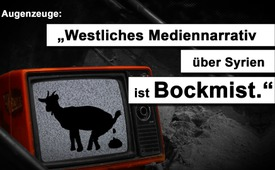 Augenzeuge:
„Westliches Mediennarrativ
über Syrien
ist Bockmist.“